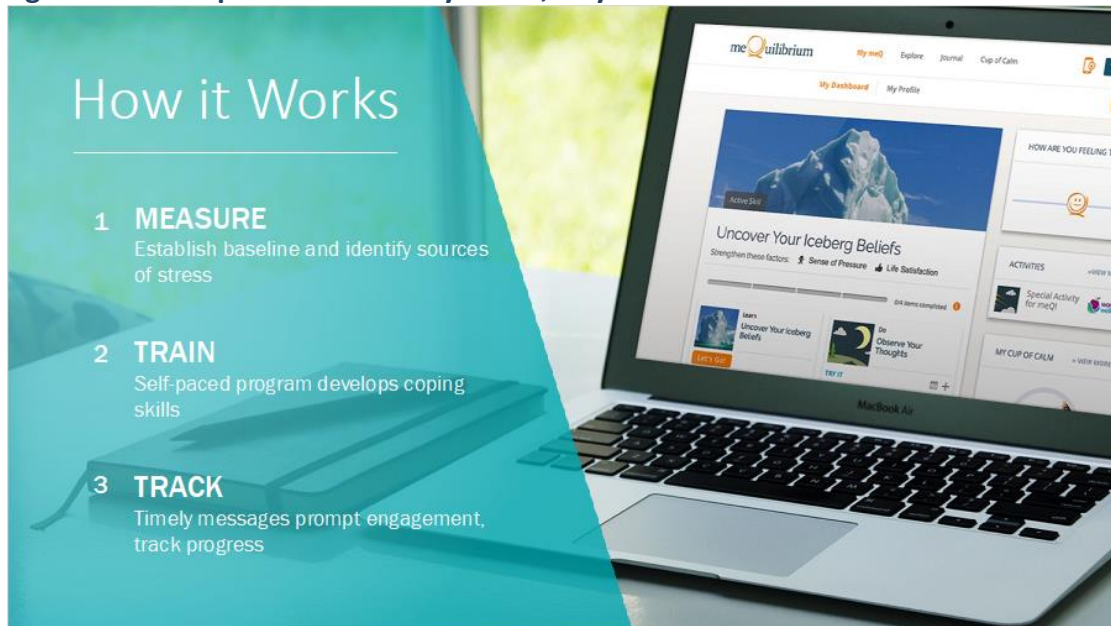 How it Works
1 MEASURE
Establish baseline and identify sources
of stress
2 TRAIN
Self-paced program develops coping
skills
3 TRACK
Timely messages prompt engagement,
track progress
meQuilibrium
My meQ Explore Journal Cup of Calm
My Dashboard My Profile
Active Skill
Uncover Your Iceberg Beliefs
Strengthen these factors: Sense of Pressure Life Satisfaction
0/4 items completed
Learn
Uncover Your Iceberg
Beliefs
Let's Go!
Do
Observe Your
Thoughts
TRY IT
HOW ARE YOU FEELING
ACTIVITIES
Special Activity
for meQ!
MY CUP OF CALM
MacBook Air